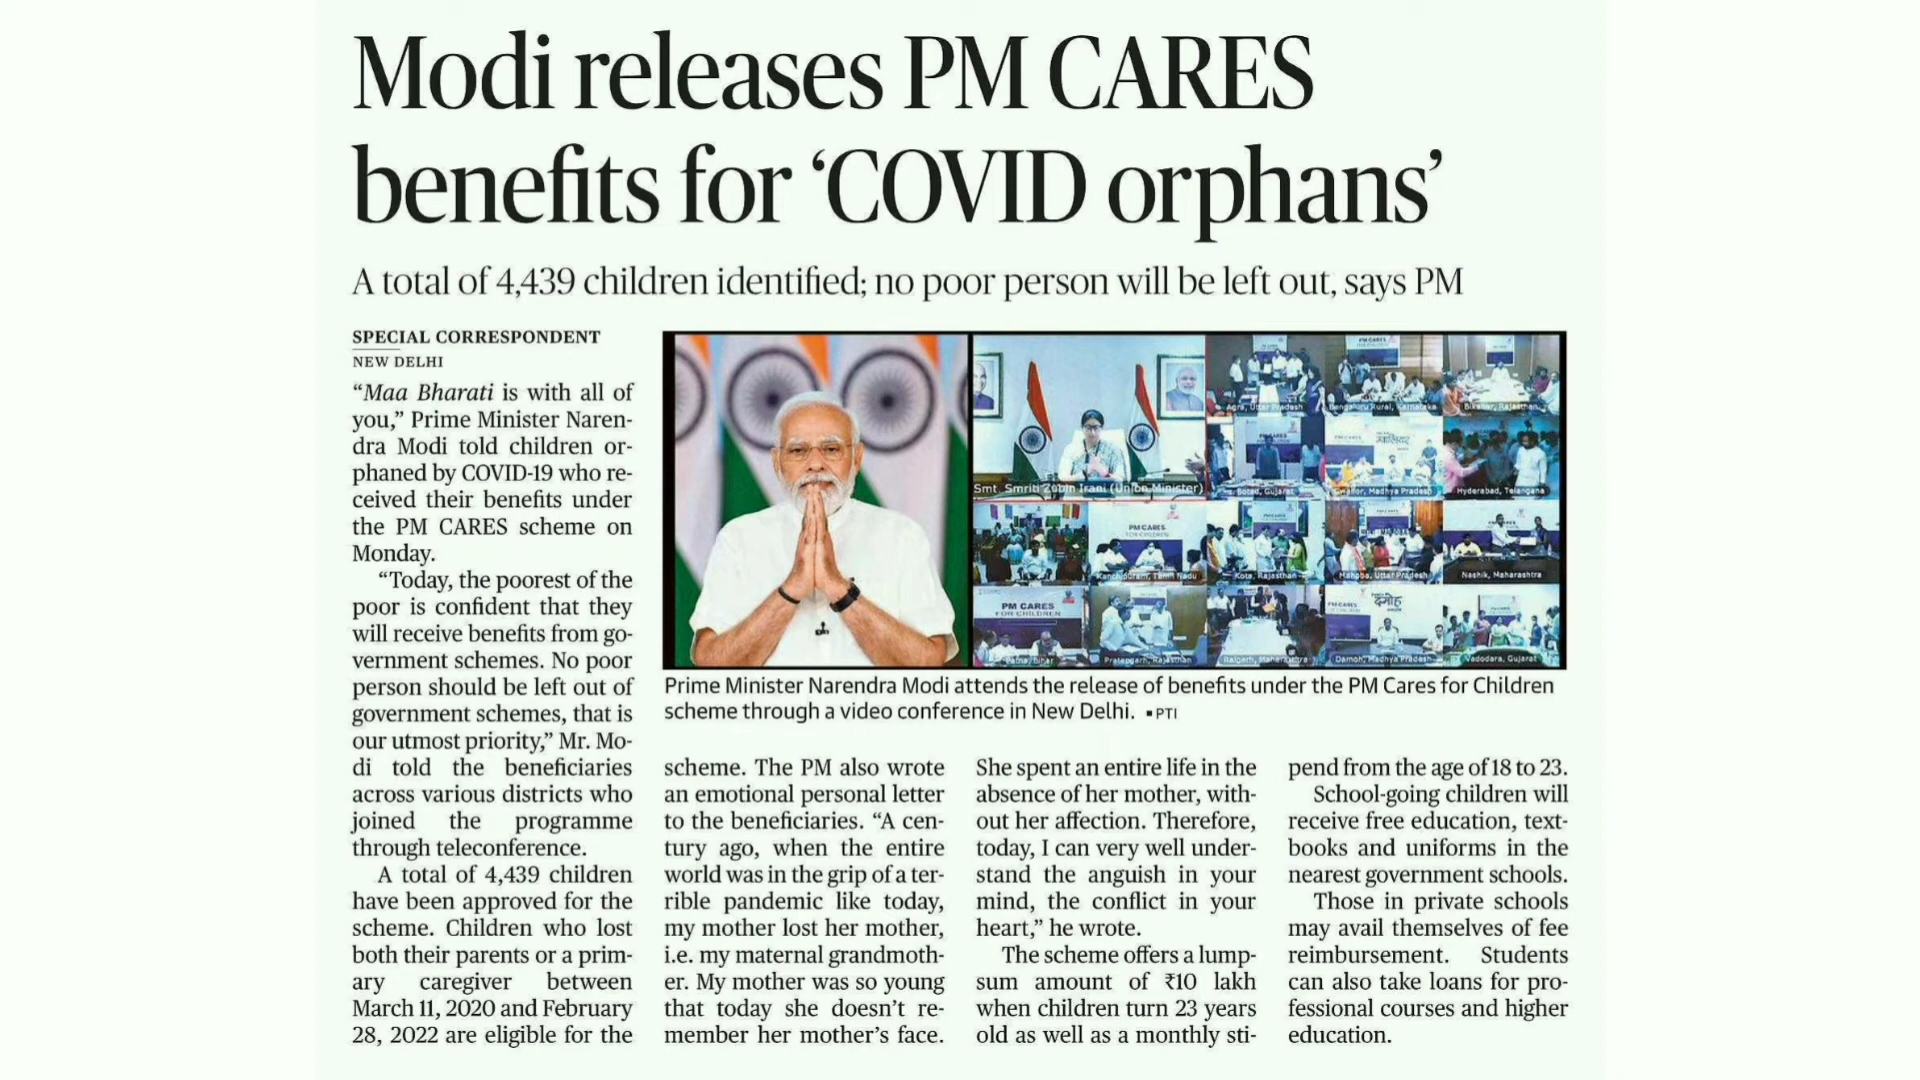 Modi releases PM CARES
benefits for ‘COVID orphans’
A total of 4,439 children identified; no poor person will be left out, says PM
SPECIAL CORRESPONDENT
NEW DELHI
“Maa Bharati is with all of
you,” Prime Minister Naren-
dra Modi told children or-
phaned by COVID-19 who re-
ceived their benefits under
the PM CARES scheme on
Monday.
“Today, the poorest of the
poor is confident that they
will receive benefits from go-
vernment schemes. No poor
person should be left out of
government schemes, that is
our utmost priority,” Mr. Mo-
di told the beneficiaries
across various districts who
joined the programme
through teleconference.
A total of 4,439 children
have been approved for the
scheme. Children who lost
both their parents or a prim-
ary caregiver between
March 11, 2020 and February
28, 2022 are eligible for the
Agra, Uttar Pradesh
Bengaluru Rural, Karnataka
Bikaner, Rajasthan
Smt. Smriti Zubin Irani (Union Minister)
Botad, Gujarat
Gwalior, Madhya Pradesh
Hyderabad, Telangana
PM CARES
FOR CHILDREN
Kanchipuram, Tamil Nadu
Kota, Rajasthan
Mahoba, Uttar Pradesh
Nashik, Maharashtra
PM CARES
FOR CHILDREN
दमोह
Patna, Bihar
Pratapgarh, Rajasthan
Damoh, Madhya Pradesh
Vadodara, Gujarat
Prime Minister Narendra Modi attends the release of benefits under the PM Cares for Children
scheme through a video conference in New Delhi. ▪PTI
scheme. The PM also wrote
an emotional personal letter
to the beneficiaries. “A cen-
tury ago, when the entire
world was in the grip of a ter-
rible pandemic like today,
my mother lost her mother,
i.e. my maternal grandmoth-
er. My mother was so young
that today she doesn’t re-
member her mother’s face.
She spent an entire life in the
absence of her mother, with-
out her affection. Therefore,
today, I can very well under-
stand the anguish in your
mind, the conflict in your
heart,” he wrote.
The scheme offers a lump-
sum amount of ₹10 lakh
when children turn 23 years
old as well as a monthly sti-
pend from the age of 18 to 23.
School-going children will
receive free education, text-
books and uniforms in the
nearest government schools.
Those in private schools
may avail themselves of fee
reimbursement. Students
can also take loans for pro-
fessional courses and higher
education.